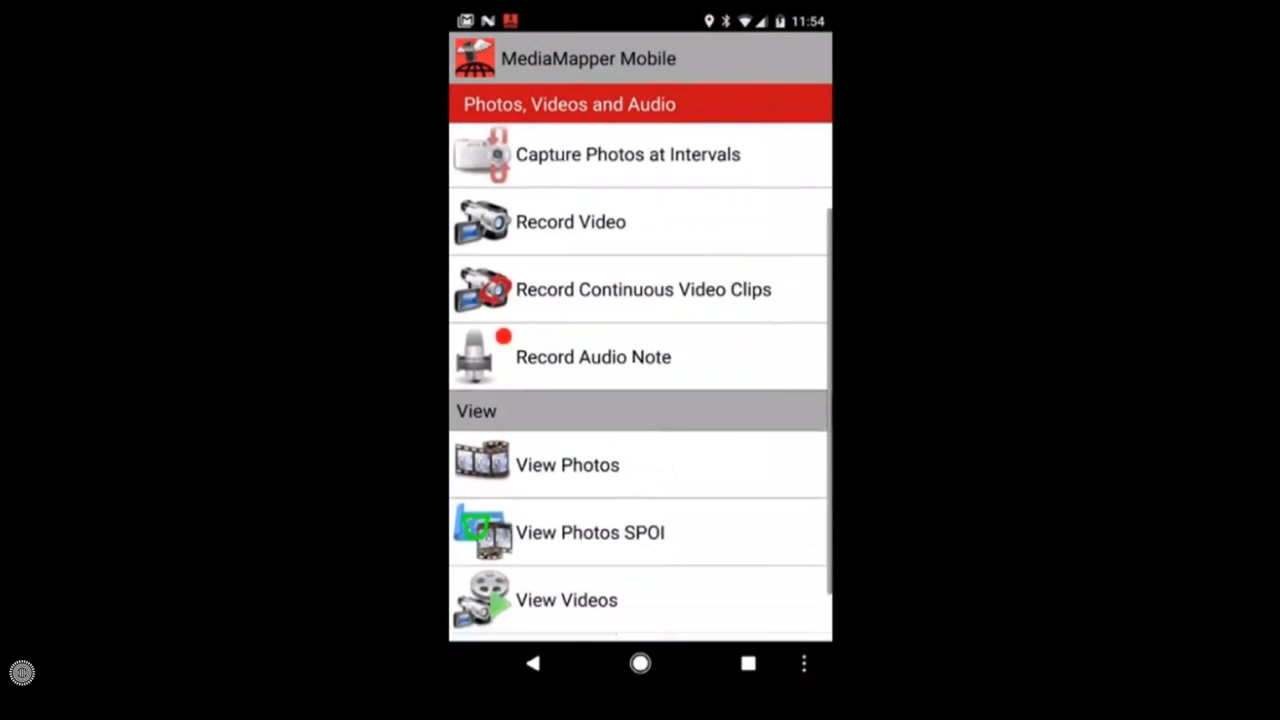 11:54
MediaMapper Mobile
Photos, Videos and Audio
Capture Photos at Intervals
Record Video
Record Continuous Video Clips
Record Audio Note
View
View Photos
View Photos SPOI
View Videos